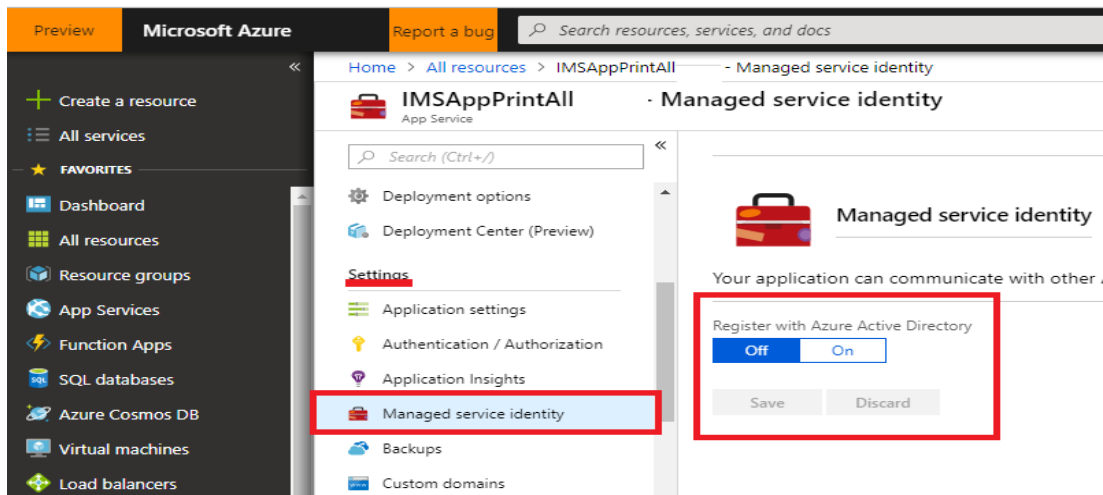 Preview
Microsoft Azure
Report a bug
Search resources, services, and docs
«
Create a resource
All services
FAVORITES
Dashboard
All resources
Resource groups
App Services
Function Apps
SQL databases
Azure Cosmos DB
Virtual machines
Load balancers
Home > All resources > IMSAppPrintAll - Managed service identity
IMSAppPrintAll - Managed service identity
App Service
Search (Ctrl+/)
«
Deployment options
Deployment Center (Preview)
Settings
Application settings
Authentication / Authorization
Application Insights
Managed service identity
Backups
Custom domains
Managed service identity
Your application can communicate with other
Register with Azure Active Directory
Off On
Save Discard